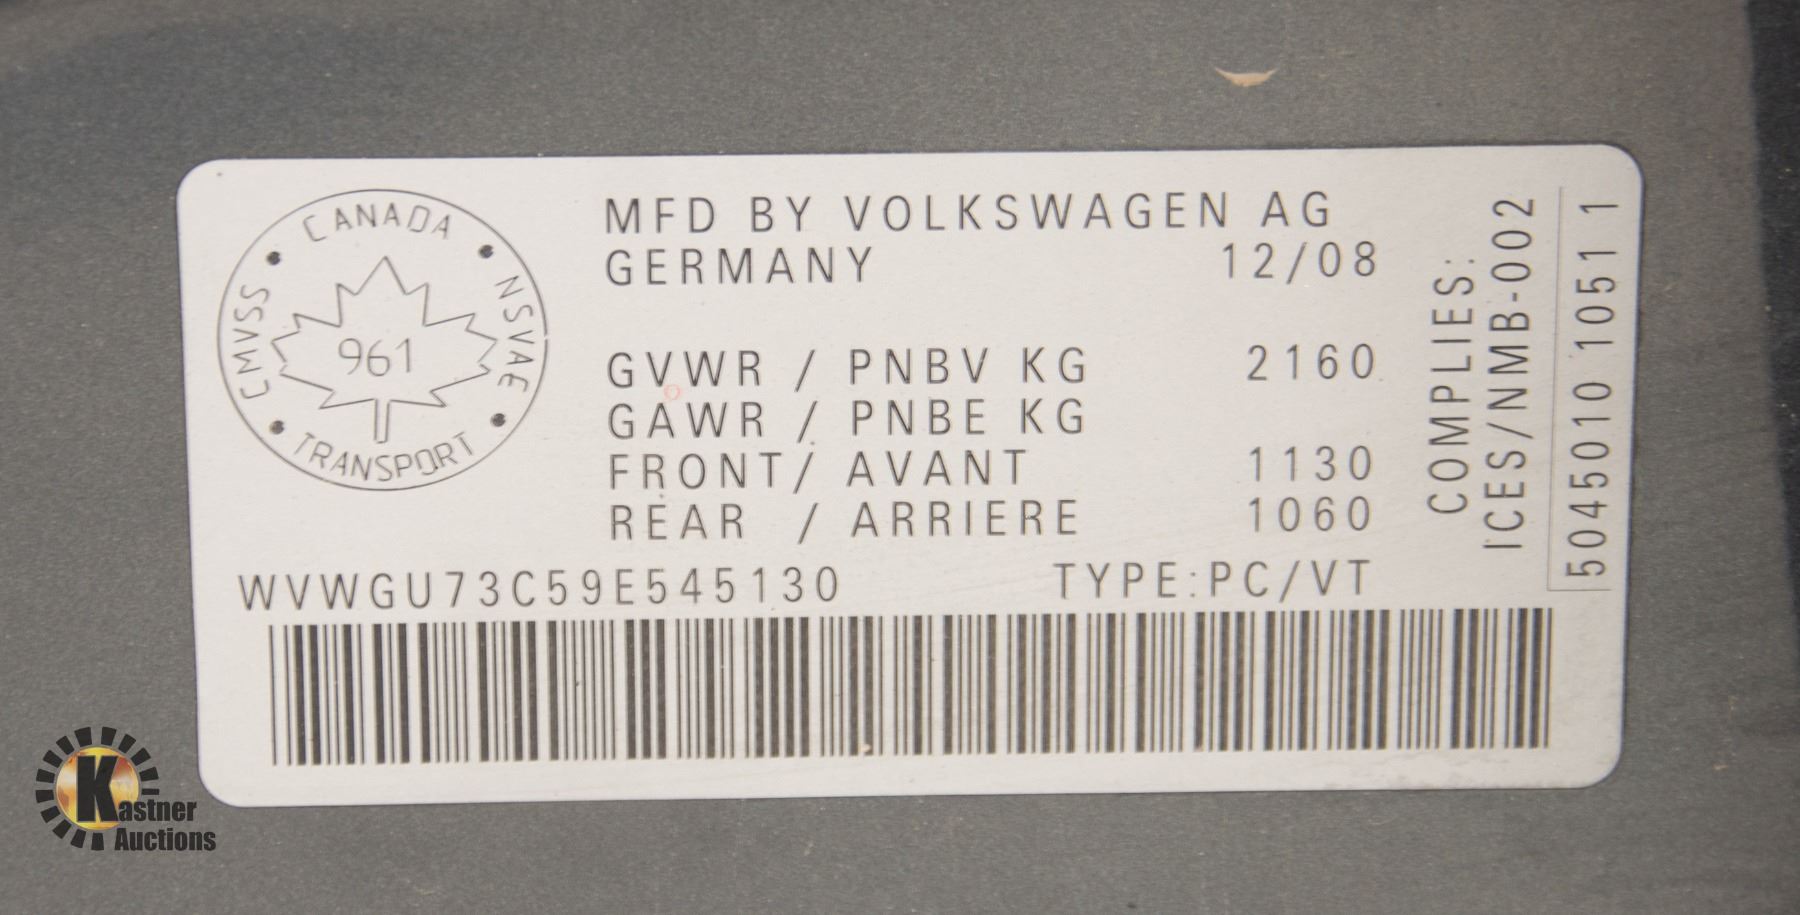 CANADA
CMVSS
NSVAE
961
TRANSPORT
MFD BY VOLKSWAGEN AG
GERMANY 12/08
GVWR / PNBV KG 2160
GAWR / PNBE KG
FRONT/ AVANT 1130
REAR / ARRIERE 1060
WVWGU73C59E545130 TYPE:PC/VT
COMPLIES:
ICES/NMB-002
5045010 1051 1
Kastner
Auctions